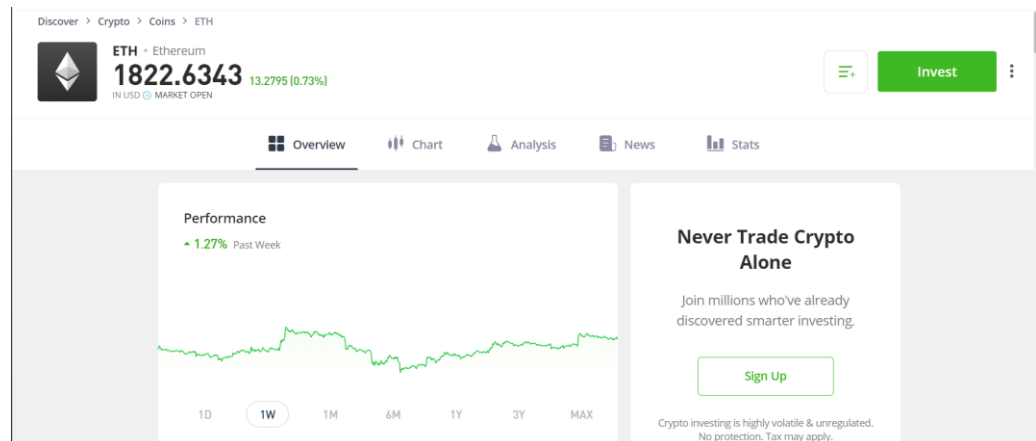 Discover > Crypto > Coins > ETH
ETH • Ethereum
1822.6343 13.2795 (0.73%)
IN USD MARKET OPEN
Invest
Overview Chart Analysis News Stats
Performance
1.27% Past Week
1D 1W 1M 6M 1Y 3Y MAX
Never Trade Crypto
Alone
Join millions who've already
discovered smarter investing.
Sign Up
Crypto investing is highly volatile & unregulated.
No protection. Tax may apply.